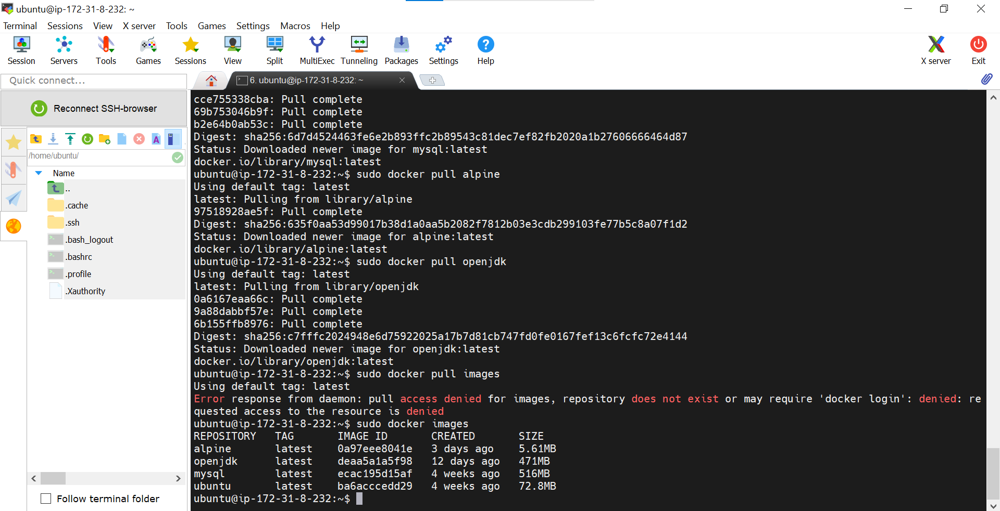 ubuntu@ip-172-31-8-232: ~
Terminal Sessions View X server Tools Games Settings Macros Help
Session Servers Tools Games Sessions View Split MultiExec Tunneling Packages Settings Help X server Exit
Quick connect...
6. ubuntu@ip-172-31-8-232: ~
Reconnect SSH-browser
/home/ubuntu/
Name
..
.cache
.ssh
.bash_logout
.bashrc
.profile
.Xauthority
Follow terminal folder
cce755338cba: Pull complete
69b753046b9f: Pull complete
b2e64b0ab53c: Pull complete
Digest: sha256:6d7d4524463fe6e2b893ffc2b89543c81dec7ef82fb2020a1b27606666464d87
Status: Downloaded newer image for mysql:latest
docker.io/library/mysql:latest
ubuntu@ip-172-31-8-232:~$ sudo docker pull alpine
Using default tag: latest
latest: Pulling from library/alpine
97518928ae5f: Pull complete
Digest: sha256:635f0aa53d99017b38d1a0aa5b2082f7812b03e3cdb299103fe77b5c8a07f1d2
Status: Downloaded newer image for alpine:latest
docker.io/library/alpine:latest
ubuntu@ip-172-31-8-232:~$ sudo docker pull openjdk
Using default tag: latest
latest: Pulling from library/openjdk
0a6167eaa66c: Pull complete
9a88dabbf57e: Pull complete
6b155ffb8976: Pull complete
Digest: sha256:c7fffc2024948e6d75922025a17b7d81cb747fd0fe0167fef13c6fcfc72e4144
Status: Downloaded newer image for openjdk:latest
docker.io/library/openjdk:latest
ubuntu@ip-172-31-8-232:~$ sudo docker pull images
Using default tag: latest
Error response from daemon: pull access denied for images, repository does not exist or may require 'docker login': denied: re
quested access to the resource is denied
ubuntu@ip-172-31-8-232:~$ sudo docker images
REPOSITORY TAG IMAGE ID CREATED SIZE
alpine latest 0a97eee8041e 3 days ago 5.61MB
openjdk latest deaa5a1a5f98 12 days ago 471MB
mysql latest ecac195d15af 4 weeks ago 516MB
ubuntu latest ba6acccedd29 4 weeks ago 72.8MB
ubuntu@ip-172-31-8-232:~$